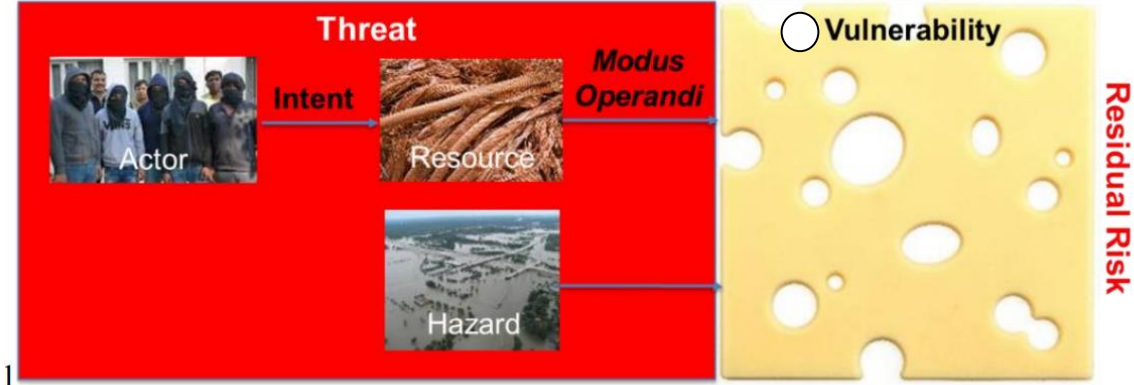 Threat
Vulnerability
Actor
Intent
Resource
Modus
Operandi
Hazard
Residual Risk
1